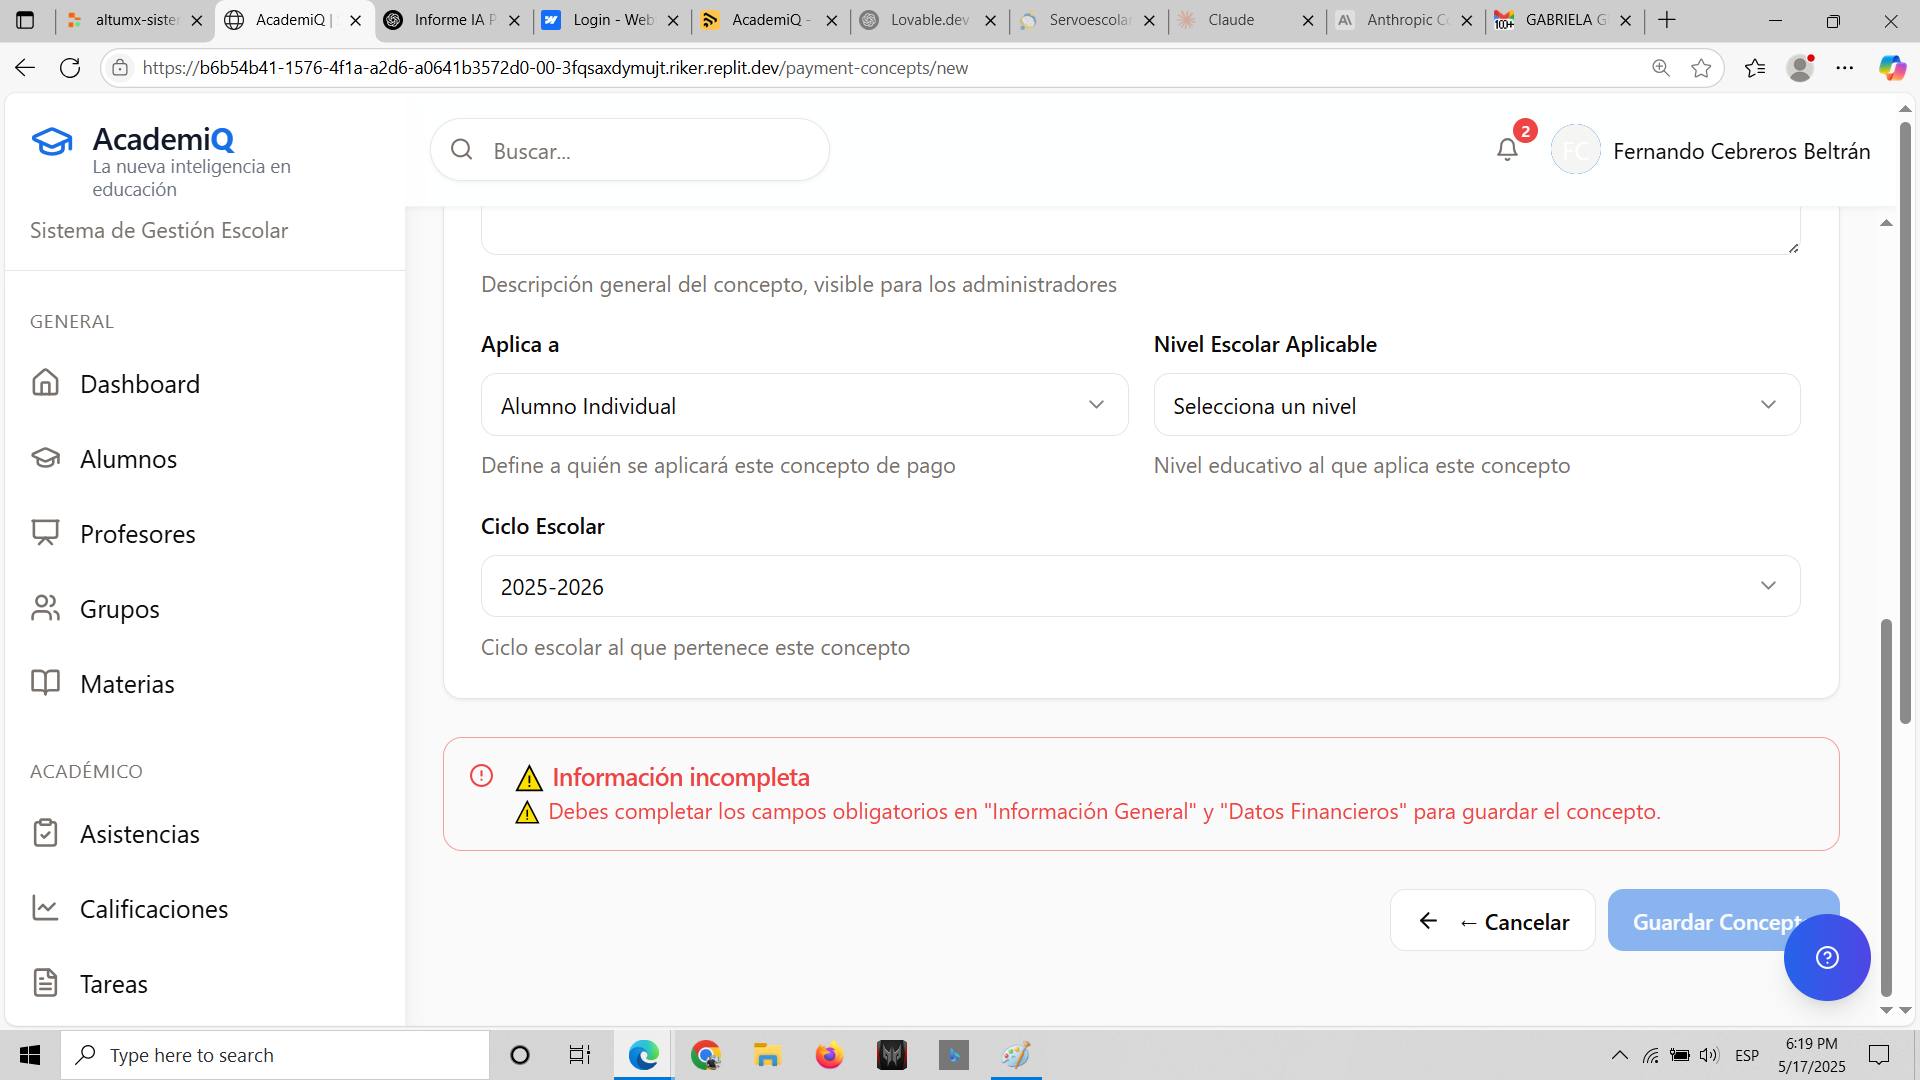 altumx-siste
AcademiQ |
Informe IA P
Login - Web
AcademiQ -
Lovable.dev
Servoescolar
Claude
Anthropic Co
GABRIELA G
https://b6b54b41-1576-4f1a-a2d6-a0641b3572d0-00-3fqsaxdymujt.riker.replit.dev/payment-concepts/new
AcademiQ
La nueva inteligencia en
educación
Sistema de Gestión Escolar
Buscar...
2
FC
Fernando Cebreros Beltrán
GENERAL
Dashboard
Alumnos
Profesores
Grupos
Materias
ACADÉMICO
Asistencias
Calificaciones
Tareas
Descripción general del concepto, visible para los administradores
Aplica a
Nivel Escolar Aplicable
Alumno Individual
Selecciona un nivel
Define a quién se aplicará este concepto de pago
Nivel educativo al que aplica este concepto
Ciclo Escolar
2025-2026
Ciclo escolar al que pertenece este concepto
⚠ Información incompleta
⚠ Debes completar los campos obligatorios en "Información General" y "Datos Financieros" para guardar el concepto.
← Cancelar
Guardar Concept
Type here to search
ESP
6:19 PM
5/17/2025